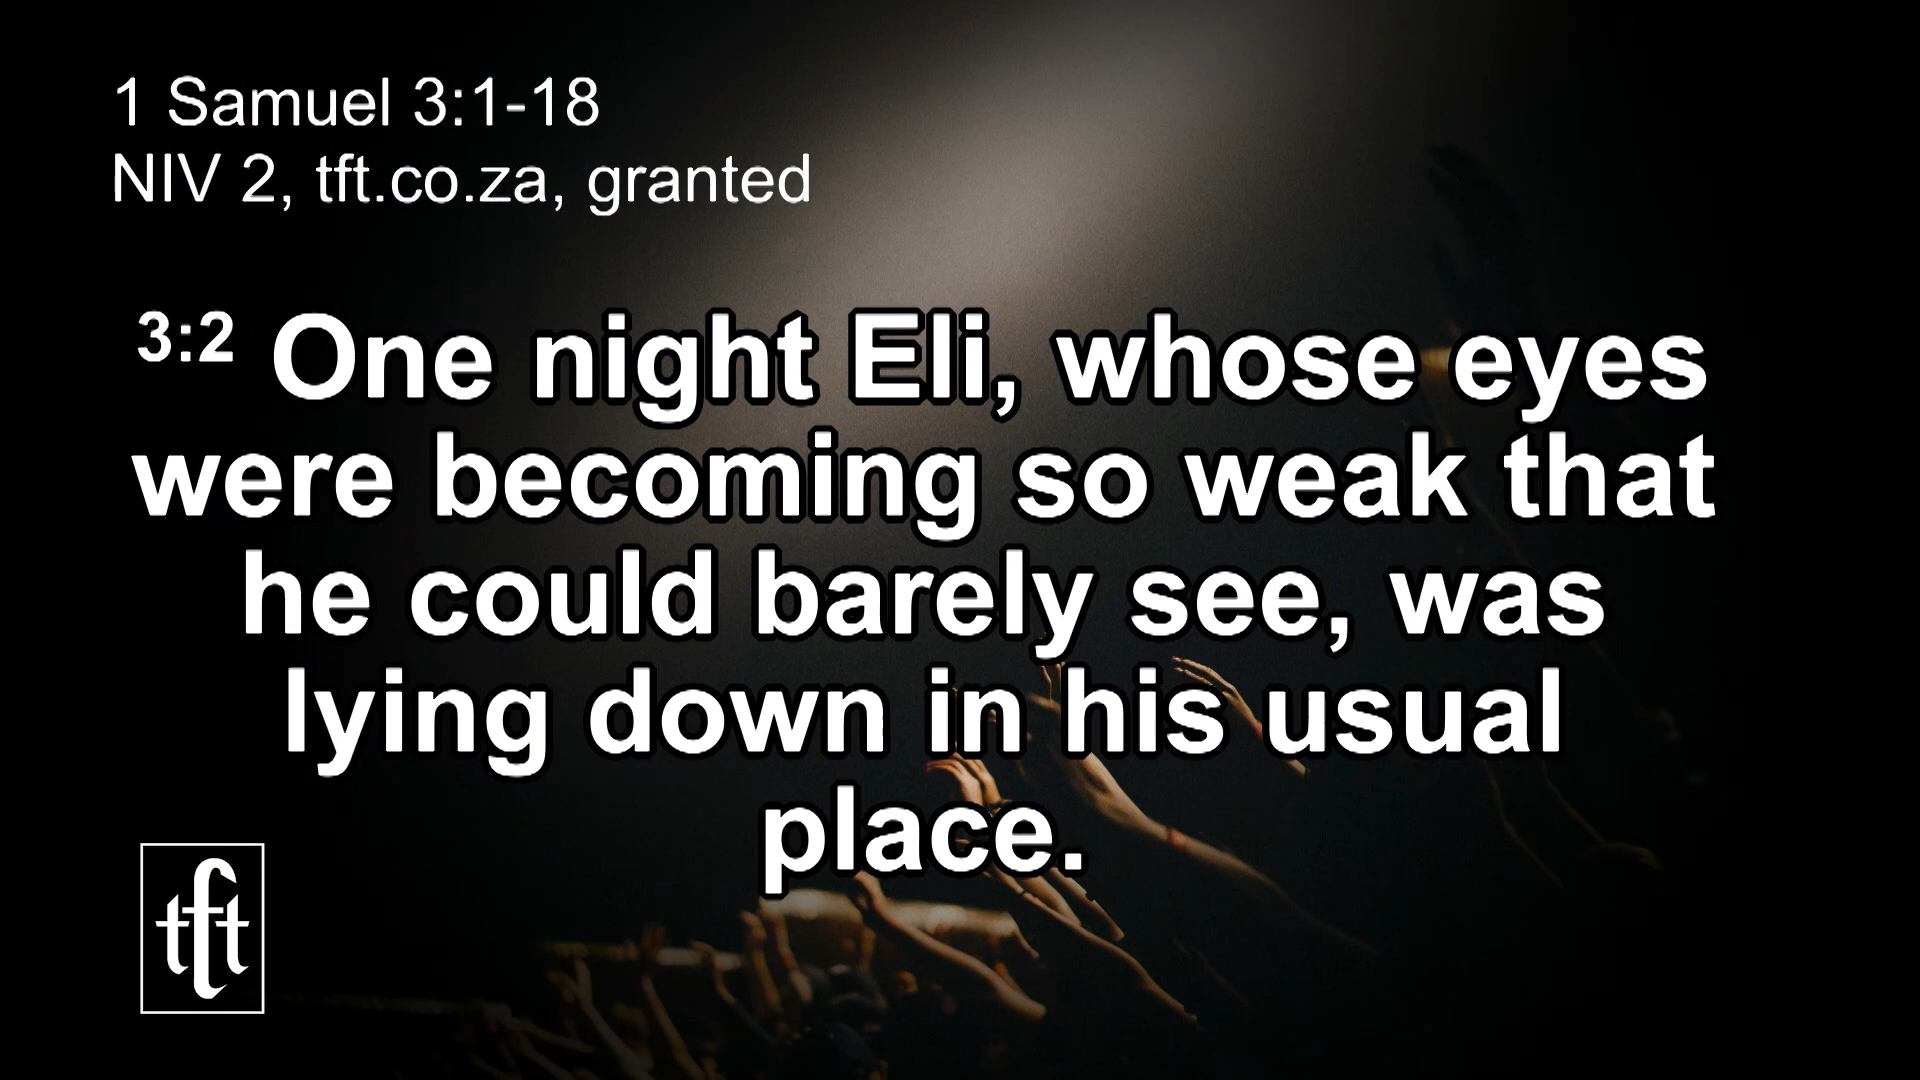 1 Samuel 3:1-18
NIV 2, tft.co.za, granted
3:2 One night Eli, whose eyes
were becoming so weak that
he could barely see, was
lying down in his usual
place.
tft